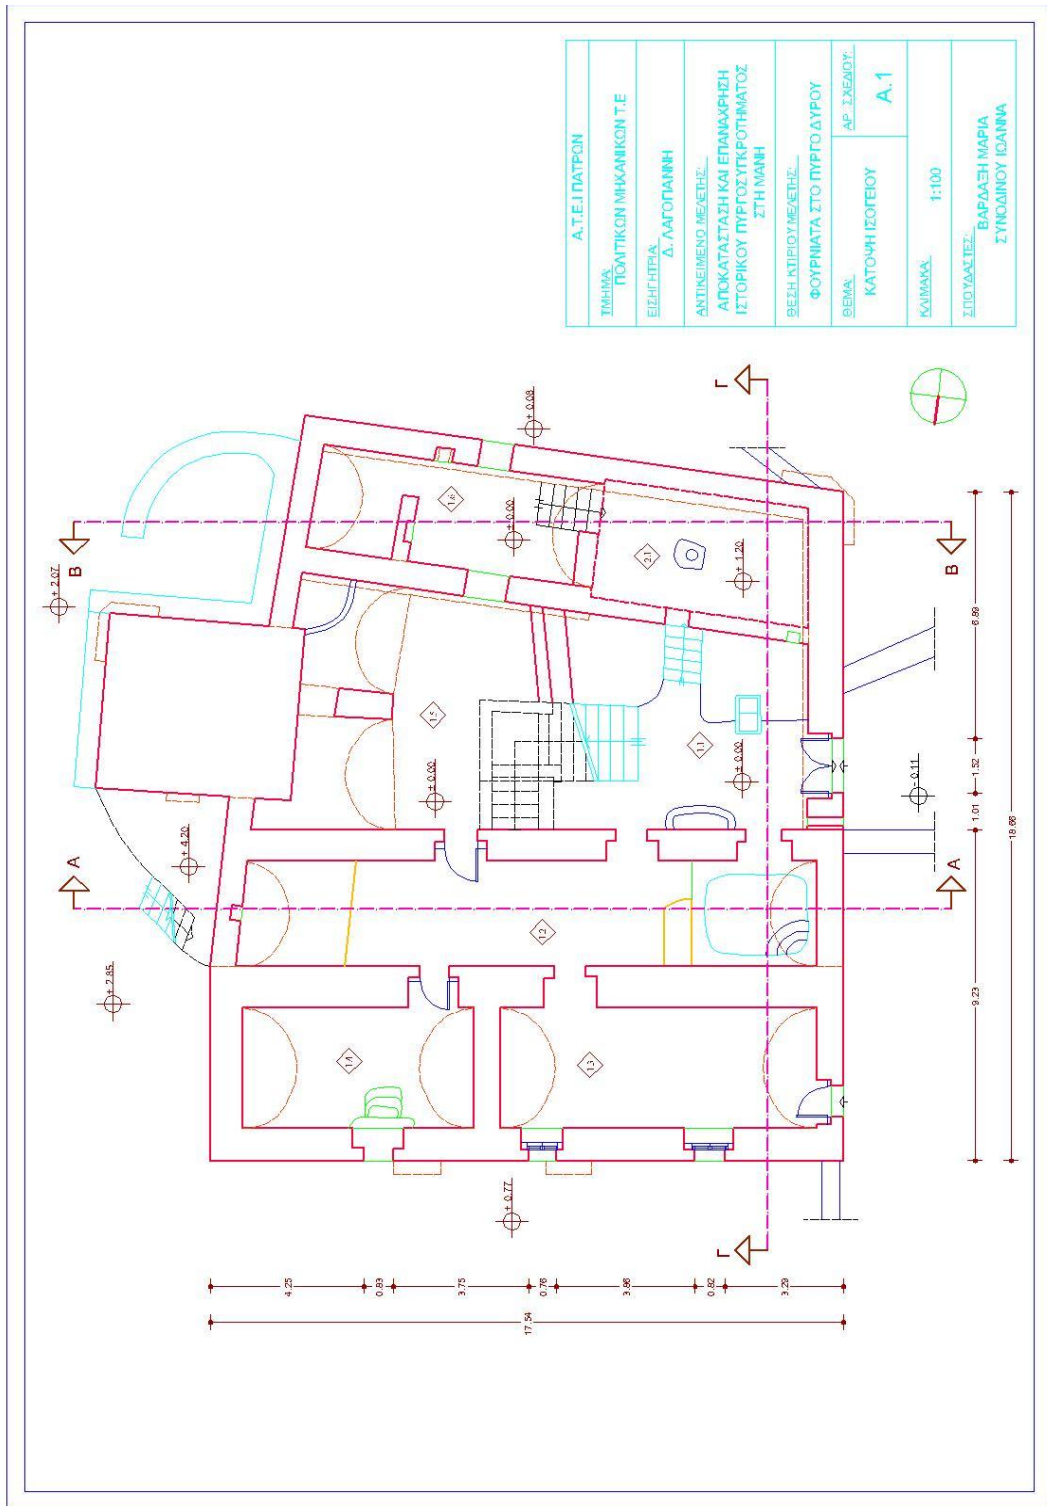 Α.Τ.Ε.Ι ΠΑΤΡΩΝ
ΤΜΗΜΑ:
ΠΟΛΙΤΙΚΩΝ ΜΗΧΑΝΙΚΩΝ Τ.Ε
ΕΙΣΗΓΗΤΡΙΑ:
Δ. ΛΑΓΟΓΙΑΝΝΗ
ΑΝΤΙΚΕΙΜΕΝΟ ΜΕΛΕΤΗΣ:
ΑΠΟΚΑΤΑΣΤΑΣΗ ΚΑΙ ΕΠΑΝΑΧΡΗΣΗ
ΙΣΤΟΡΙΚΟΥ ΠΥΡΓΟΣΥΓΚΡΟΤΗΜΑΤΟΣ
ΣΤΗ ΜΑΝΗ
ΘΕΣΗ ΚΤΙΡΙΟΥ ΜΕΛΕΤΗΣ:
ΦΟΥΡΝΙΑΤΑ ΣΤΟ ΠΥΡΓΟ ΔΥΡΟΥ
ΘΕΜΑ:
ΚΑΤΟΨΗ ΙΣΟΓΕΙΟΥ
ΑΡ. ΣΧΕΔΙΟΥ:
Α.1
ΚΛΙΜΑΚΑ:
1:100
ΣΠΟΥΔΑΣΤΕΣ:
ΒΑΡΔΑΞΗ ΜΑΡΙΑ
ΣΥΝΟΔΙΝΟΥ ΙΩΑΝΝΑ
+ 2.07
+ 0.08
Β
Γ
1.6
± 0.00
2.1
+ 1.20
Β
6.89
1.5
± 0.00
1.1
± 0.00
- 0.11
1.52
1.01
18.66
+ 4.20
Α
Α
+ 2.85
1.2
9.23
1.4
1.3
+ 0.77
Γ
4.25
0.83
3.75
0.76
3.86
0.82
3.29
17.54